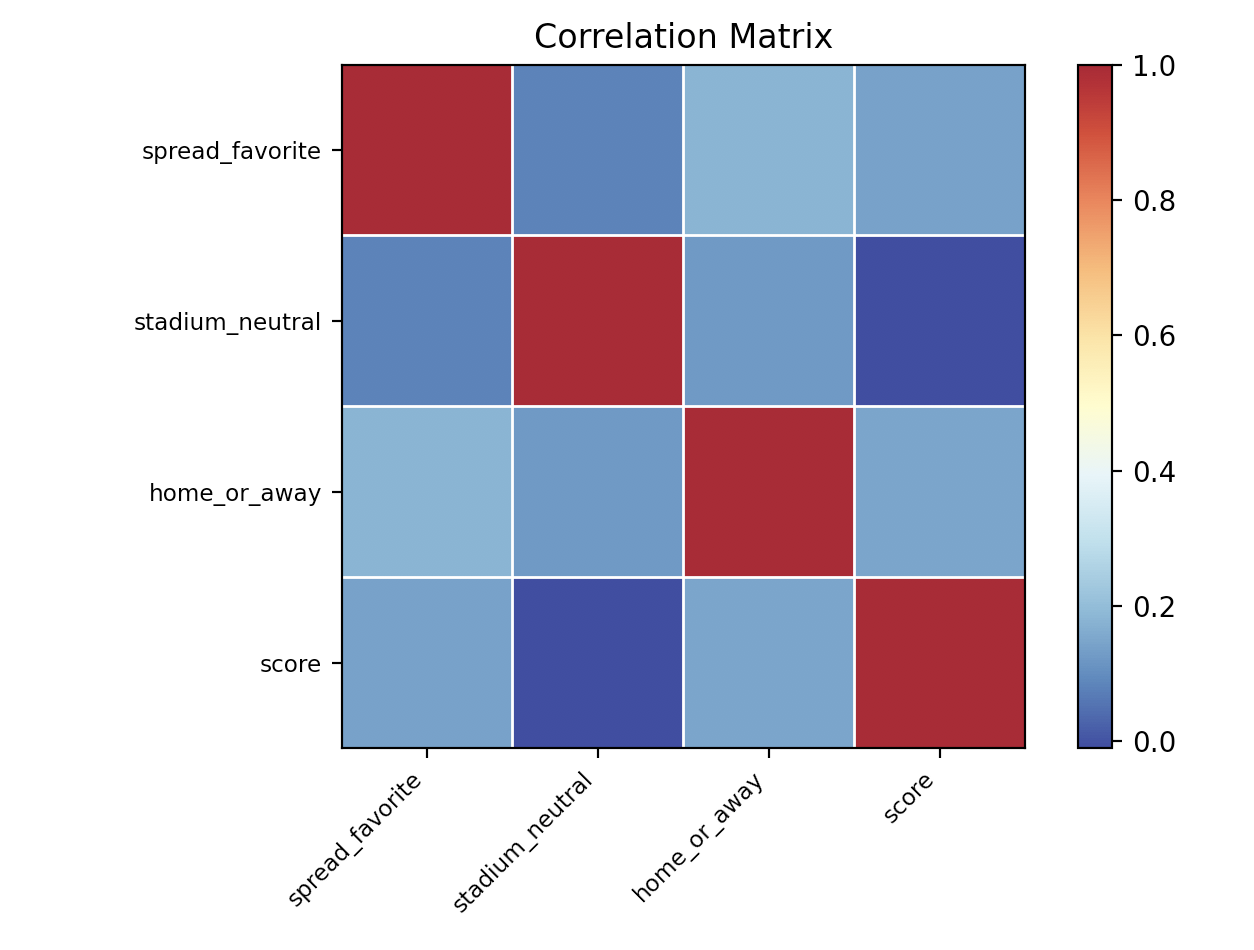 Correlation Matrix
spread_favorite
stadium_neutral
home_or_away
score
spread_favorite
stadium_neutral
home_or_away
score
1.0
0.8
0.6
0.4
0.2
0.0